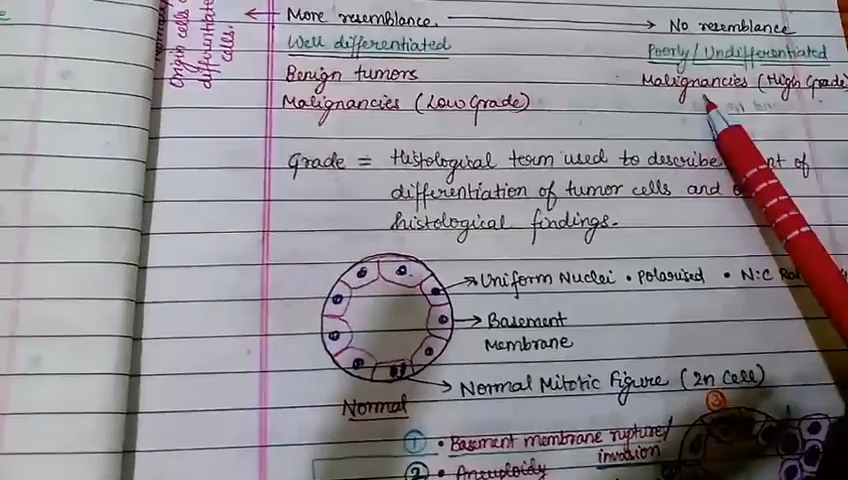 Origin cells
differentiate
cells.
More resemblance. No resemblance
Well differentiated Poorly/Undifferentiated
Benign tumors Malignancies (High Grade)
Malignancies (Low Grade)
Grade = Histological term used to describe of
differentiation of tumor cells and
histological findings.
Uniform Nuclei • Polarised • N:C
Basement
Membrane
Normal Mitotic Figure (2n cell)
Normal
③
① • Basement membrane rupture/
invasion
② • Aneuploidy